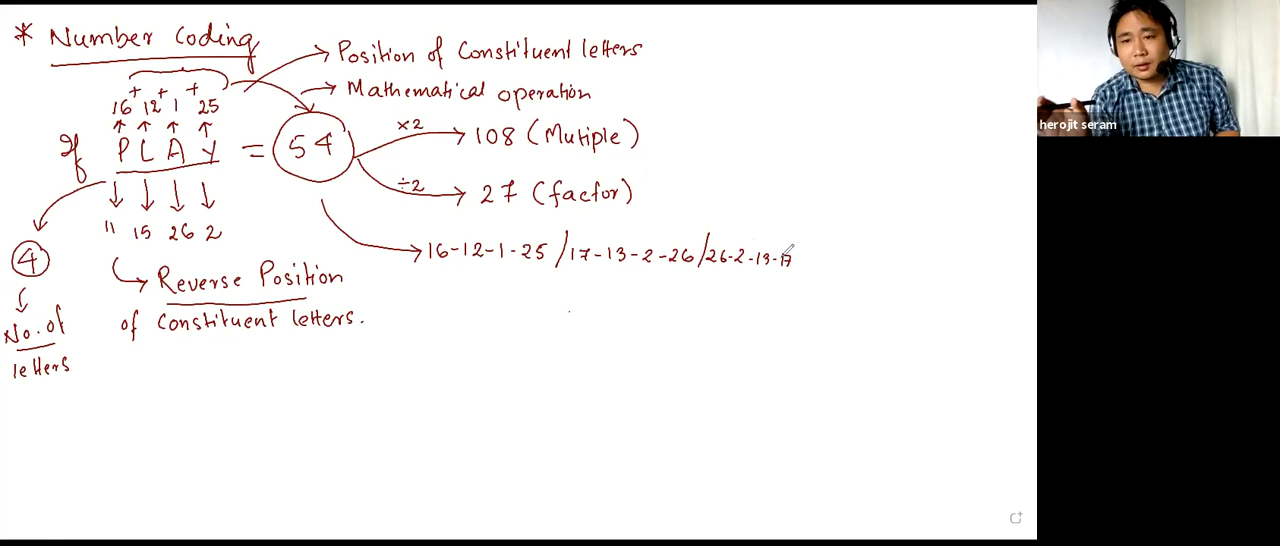 * Number Coding
Position of Constituent letters
Mathematical operation
+ + +
16 12 1 25
If PLAY = 54
×2 108 (Mutiple)
÷2 27 (factor)
11 15 26 2
16-12-1-25 / 17-13-2-26 / 26-2-13-17
4
Reverse Position
of Constituent letters.
No. of
letters
herojit seram